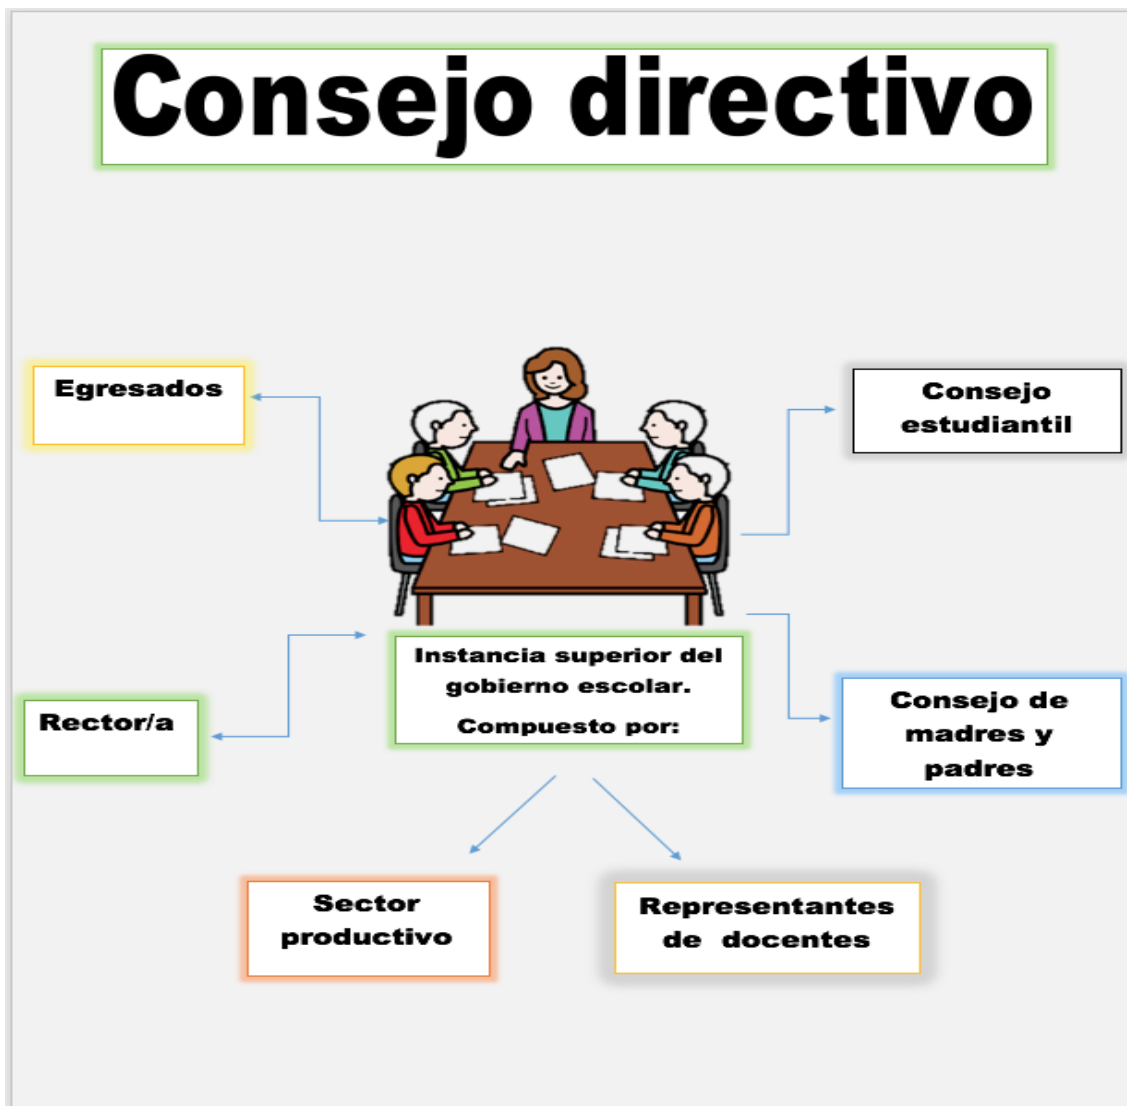 Consejo directivo
Egresados
Consejo
estudiantil
Instancia superior del
gobierno escolar.
Compuesto por:
Rector/a
Consejo de
madres y
padres
Sector
productivo
Representantes
de docentes